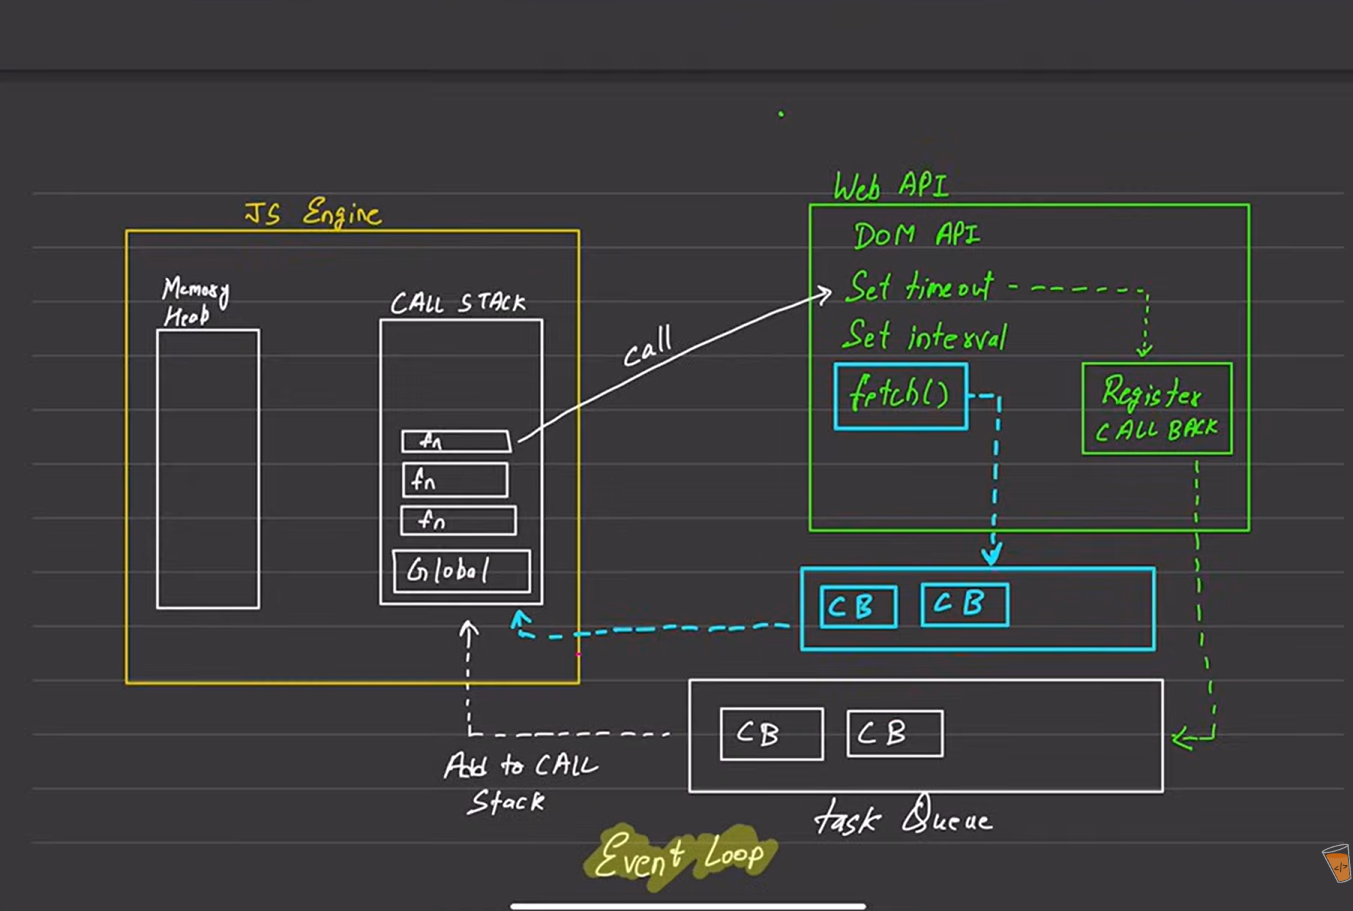 JS Engine
Memory
Heap
CALL STACK
fn
fn
fn
Global
call
Web API
DOM API
Set timeout
Set interval
fetch()
Register
CALL BACK
CB
CB
CB
CB
Add to CALL
Stack
task Queue
Event Loop
</>